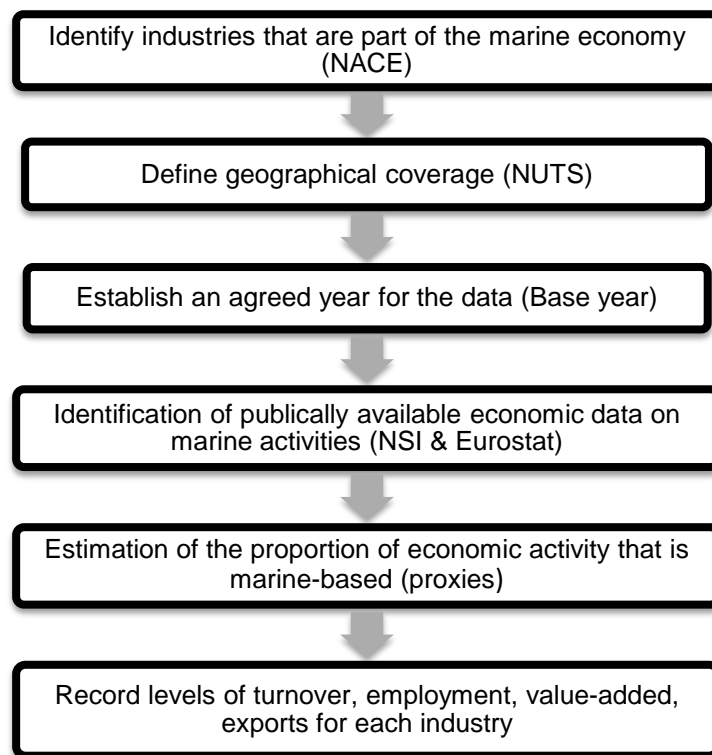 Identify industries that are part of the marine economy
(NACE)
Define geographical coverage (NUTS)
Establish an agreed year for the data (Base year)
Identification of publically available economic data on
marine activities (NSI & Eurostat)
Estimation of the proportion of economic activity that is
marine-based (proxies)
Record levels of turnover, employment, value-added,
exports for each industry